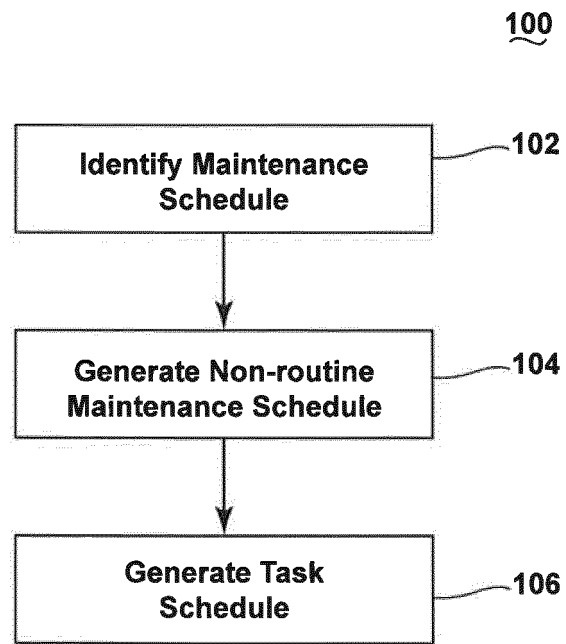 100
Identify Maintenance
Schedule
102
Generate Non-routine
Maintenance Schedule
104
Generate Task
Schedule
106